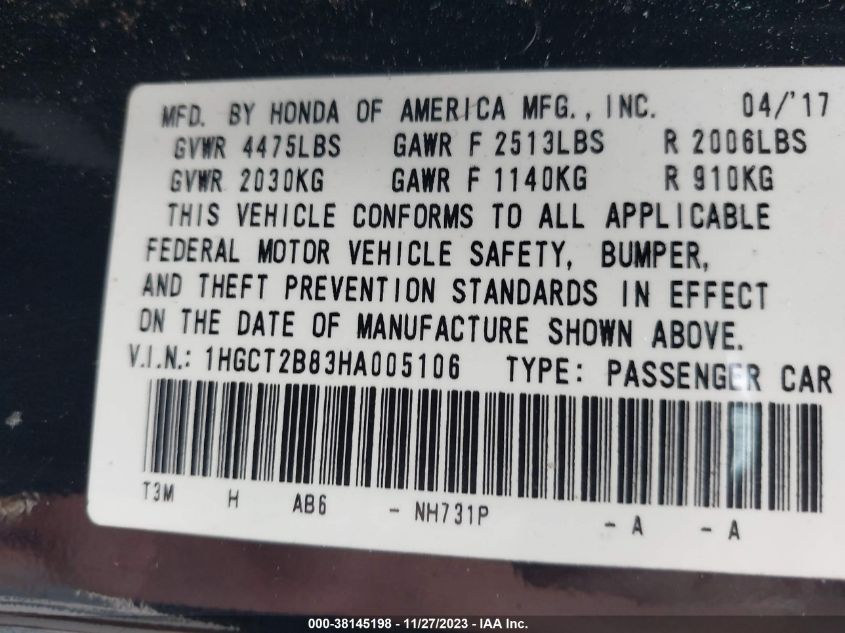 MFD. BY HONDA OF AMERICA MFG., INC. 04/'17
GVWR 4475LBS GAWR F 2513LBS R 2006LBS
GVWR 2030KG GAWR F 1140KG R 910KG
THIS VEHICLE CONFORMS TO ALL APPLICABLE
FEDERAL MOTOR VEHICLE SAFETY, BUMPER,
AND THEFT PREVENTION STANDARDS IN EFFECT
ON THE DATE OF MANUFACTURE SHOWN ABOVE.
V.I.N.: 1HGCT2B83HA005106 TYPE: PASSENGER CAR
T3M H AB6 - NH731P - A - A
000-38145198 - 11/27/2023 - IAA Inc.